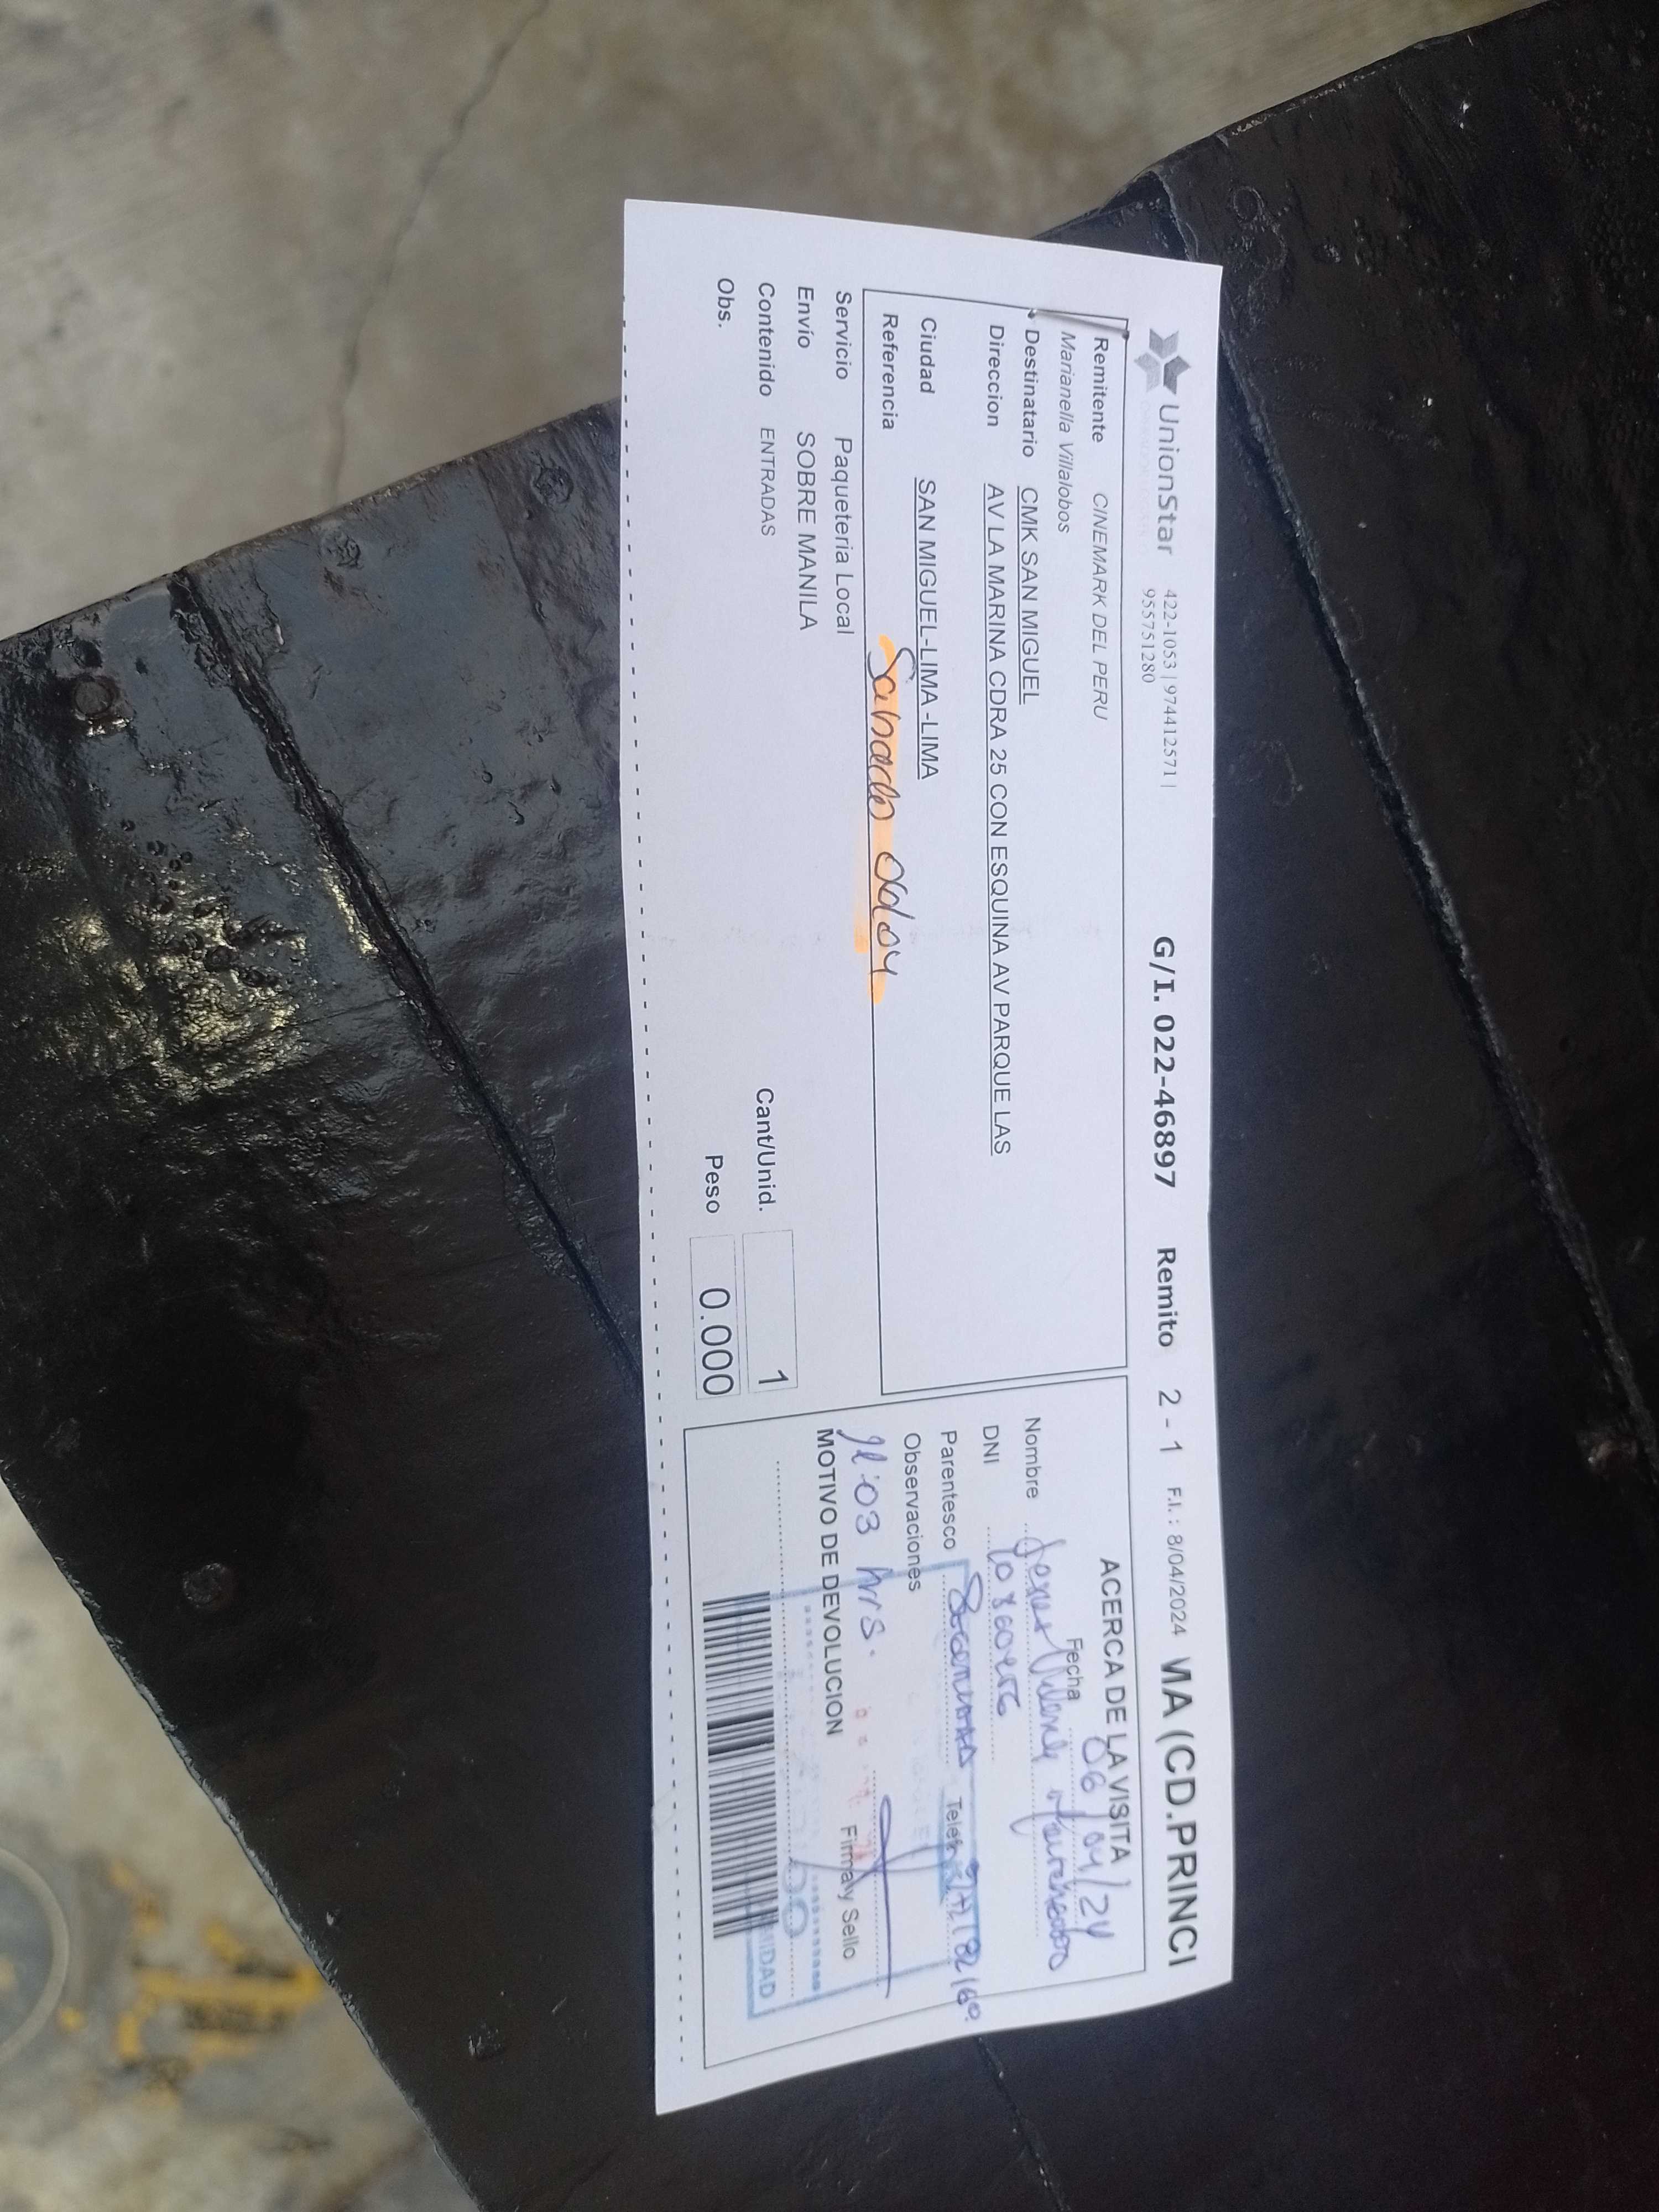 UnionStar 422-1053 | 974412571 | G/I. 022-46897 Remito 2 - 1 F.I. : 8/04/2024 MA (CD.PRINCI
955751280
Remitente CINEMARK DEL PERU
Marianella Villalobos
Destinatario CMK SAN MIGUEL
Direccion AV LA MARINA CDRA 25 CON ESQUINA AV PARQUE LAS
Ciudad SAN MIGUEL-LIMA -LIMA
Referencia
Sabado
Servicio Paqueteria Local
Envío SOBRE MANILA
Contenido ENTRADAS
Cant/Unid. 1
Obs.
Peso 0.000
ACERCA DE LA VISITA
Fecha 06/04/24
Nombre
DNI
Parentesco Telef.
Observaciones
03 hrs.
Firma y Sello
MOTIVO DE DEVOLUCION